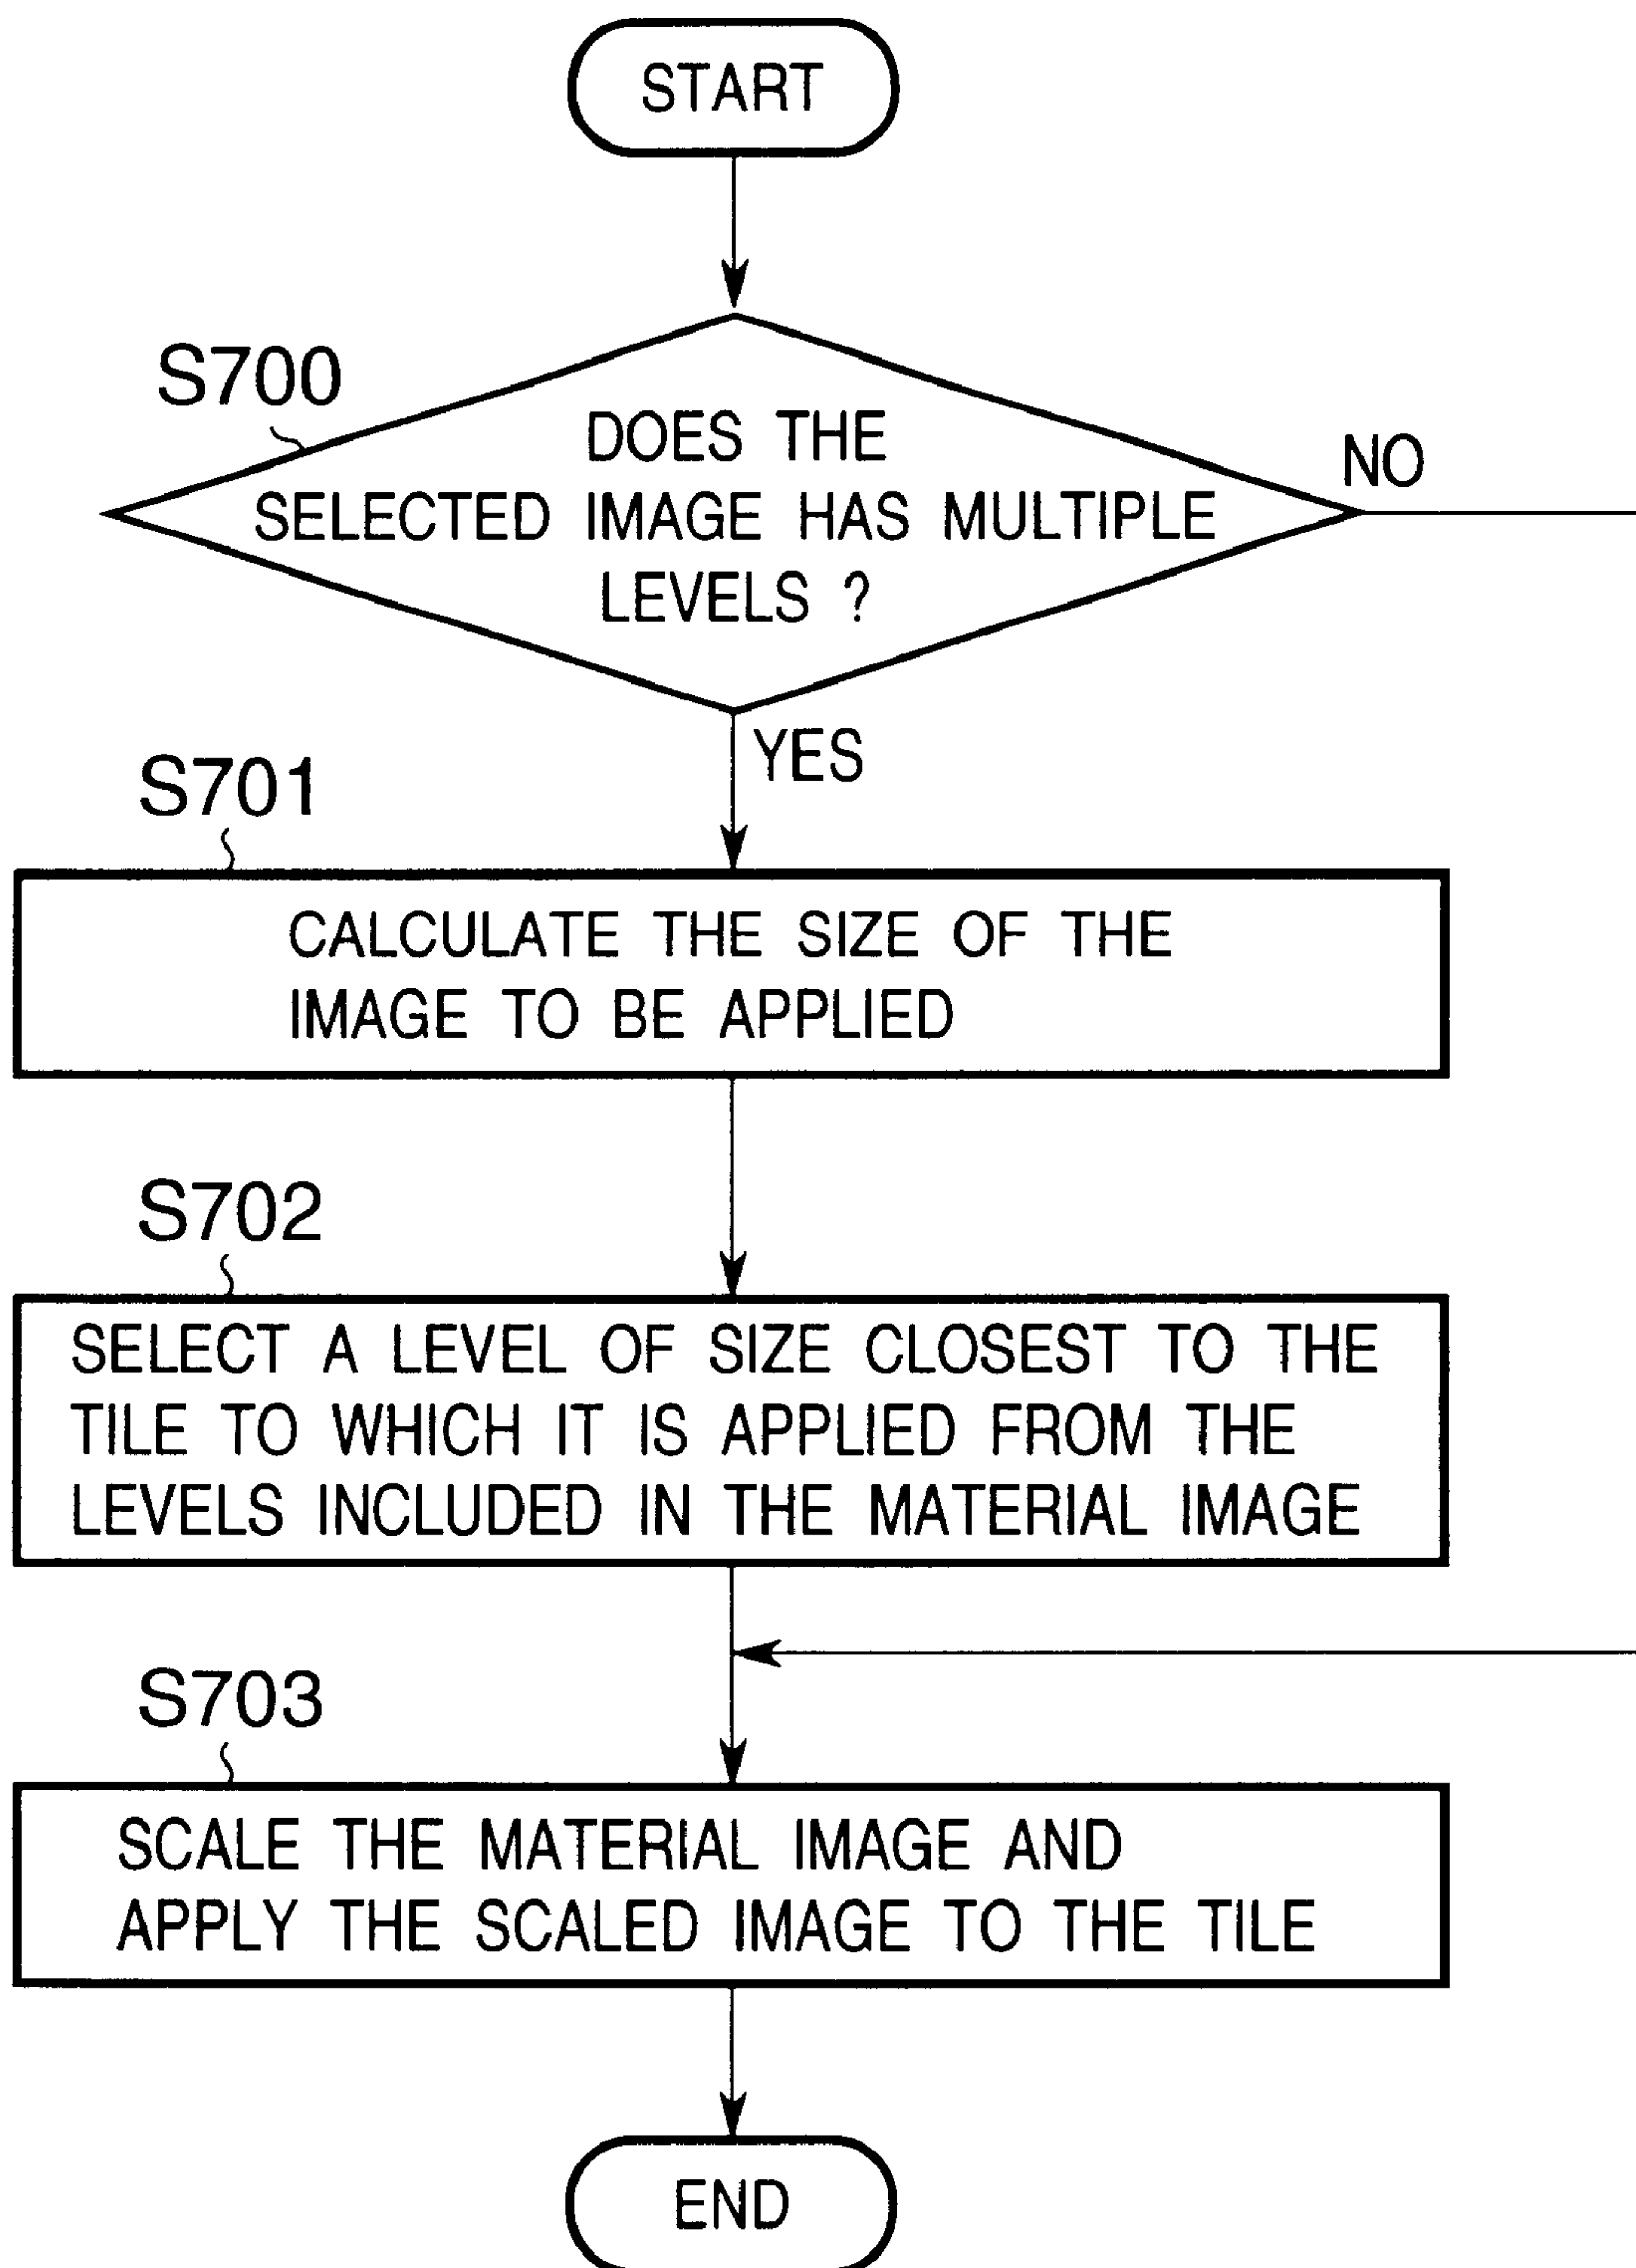 START
S700
DOES THE
SELECTED IMAGE HAS MULTIPLE
LEVELS ?
NO
YES
S701
CALCULATE THE SIZE OF THE
IMAGE TO BE APPLIED
S702
SELECT A LEVEL OF SIZE CLOSEST TO THE
TILE TO WHICH IT IS APPLIED FROM THE
LEVELS INCLUDED IN THE MATERIAL IMAGE
S703
SCALE THE MATERIAL IMAGE AND
APPLY THE SCALED IMAGE TO THE TILE
END